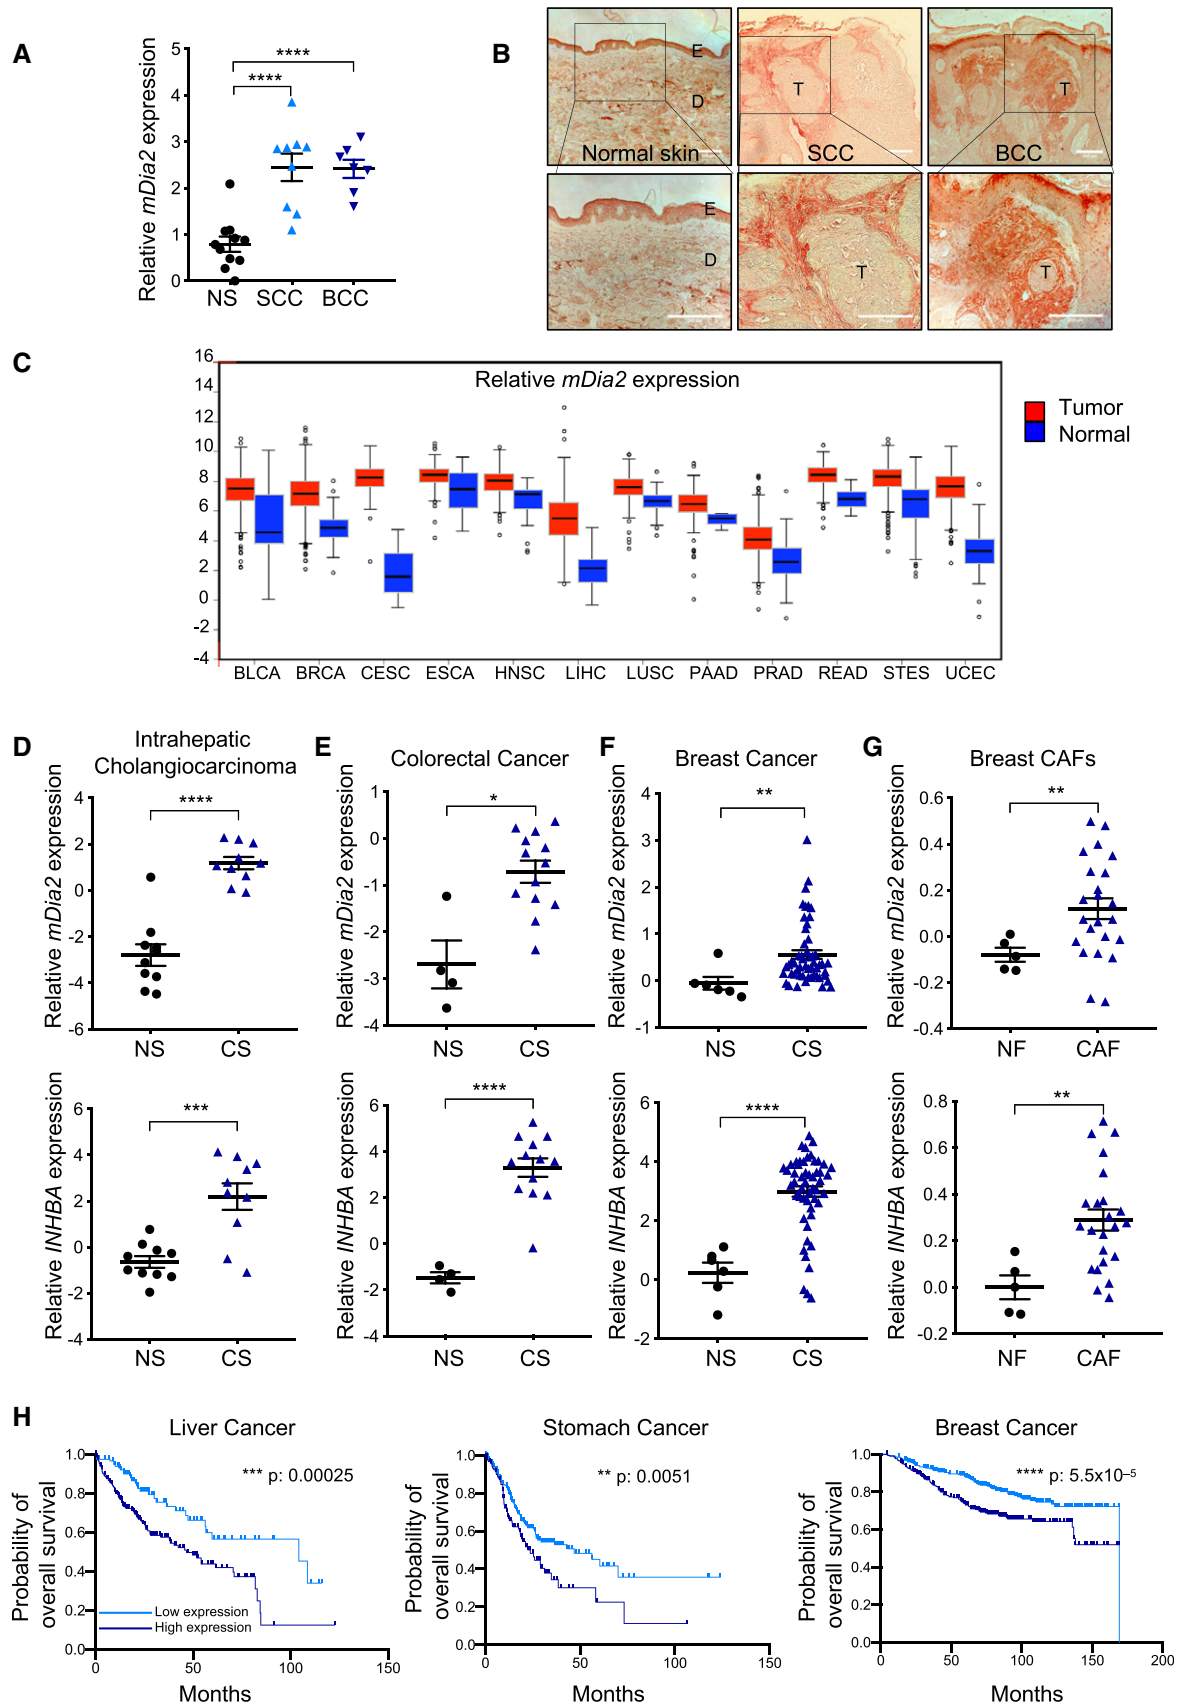 A
Relative mDia2 expression
5
4
3
2
1
0
****
****
NS SCC BCC
B
E
D
Normal skin
T
SCC
T
BCC
E
D
T
T
C
Relative mDia2 expression
16
14
12
10
8
6
4
2
0
-2
-4
BLCA BRCA CESC ESCA HNSC LIHC LUSC PAAD PRAD READ STES UCEC
Tumor
Normal
D
Intrahepatic
Cholangiocarcinoma
Relative mDia2 expression
4
2
0
-2
-4
-6
****
NS CS
Relative INHBA expression
6
4
2
0
-2
-4
***
NS CS
E
Colorectal Cancer
Relative mDia2 expression
1
0
-1
-2
-3
-4
*
NS CS
Relative INHBA expression
6
4
2
0
-2
-4
****
NS CS
F
Breast Cancer
Relative mDia2 expression
4
3
2
1
0
-1
**
NS CS
Relative INHBA expression
6
4
2
0
-2
****
NS CS
G
Breast CAFs
Relative mDia2 expression
0.6
0.4
0.2
0.0
-0.2
-0.4
**
NF CAF
Relative INHBA expression
0.8
0.6
0.4
0.2
0.0
-0.2
**
NF CAF
H
Liver Cancer
Probability of
overall survival
1.0
0.8
0.6
0.4
0.2
0.0
*** p: 0.00025
Low expression
High expression
0 50 100 150
Months
Stomach Cancer
Probability of
overall survival
1.0
0.8
0.6
0.4
0.2
0.0
** p: 0.0051
0 50 100 150
Months
Breast Cancer
Probability of
overall survival
1.0
0.8
0.6
0.4
0.2
0.0
**** p: 5.5x10–5
0 50 100 150 200
Months